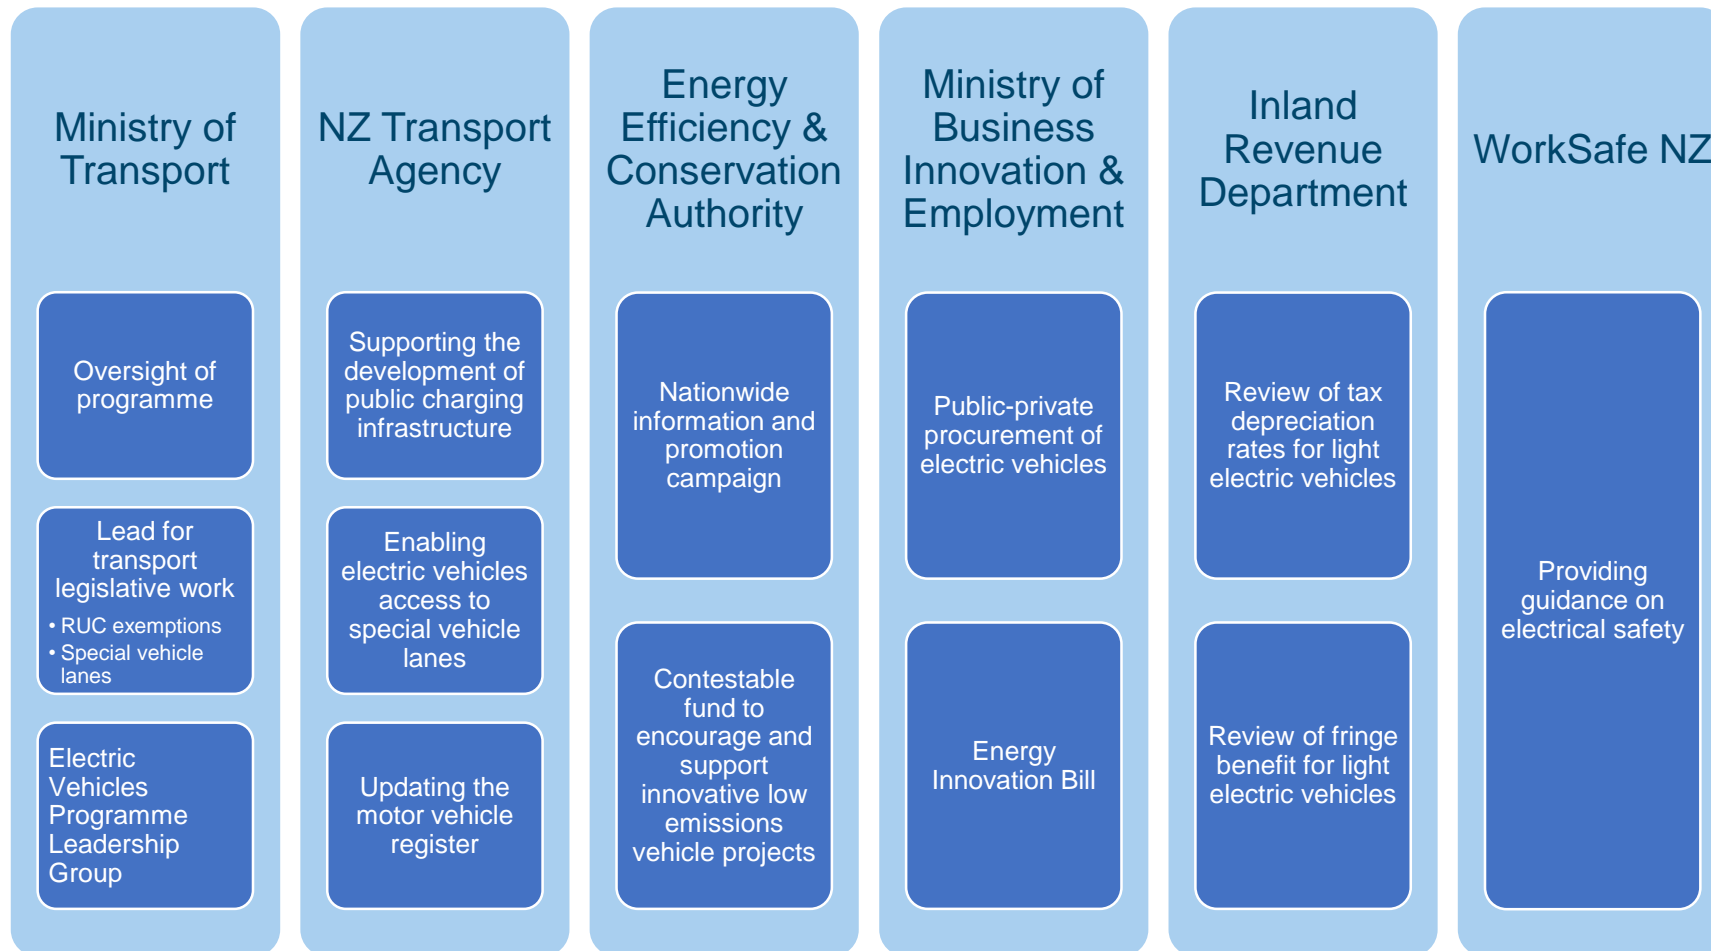 Ministry of
Transport
Oversight of
programme
Lead for
transport
legislative work
• RUC exemptions
• Special vehicle
lanes
Electric
Vehicles
Programme
Leadership
Group
NZ Transport
Agency
Supporting the
development of
public charging
infrastructure
Enabling
electric vehicles
access to
special vehicle
lanes
Updating the
motor vehicle
register
Energy
Efficiency &
Conservation
Authority
Nationwide
information and
promotion
campaign
Contestable
fund to
encourage and
support
innovative low
emissions
vehicle projects
Ministry of
Business
Innovation &
Employment
Public-private
procurement of
electric vehicles
Energy
Innovation Bill
Inland
Revenue
Department
Review of tax
depreciation
rates for light
electric vehicles
Review of fringe
benefit for light
electric vehicles
WorkSafe NZ
Providing
guidance on
electrical safety